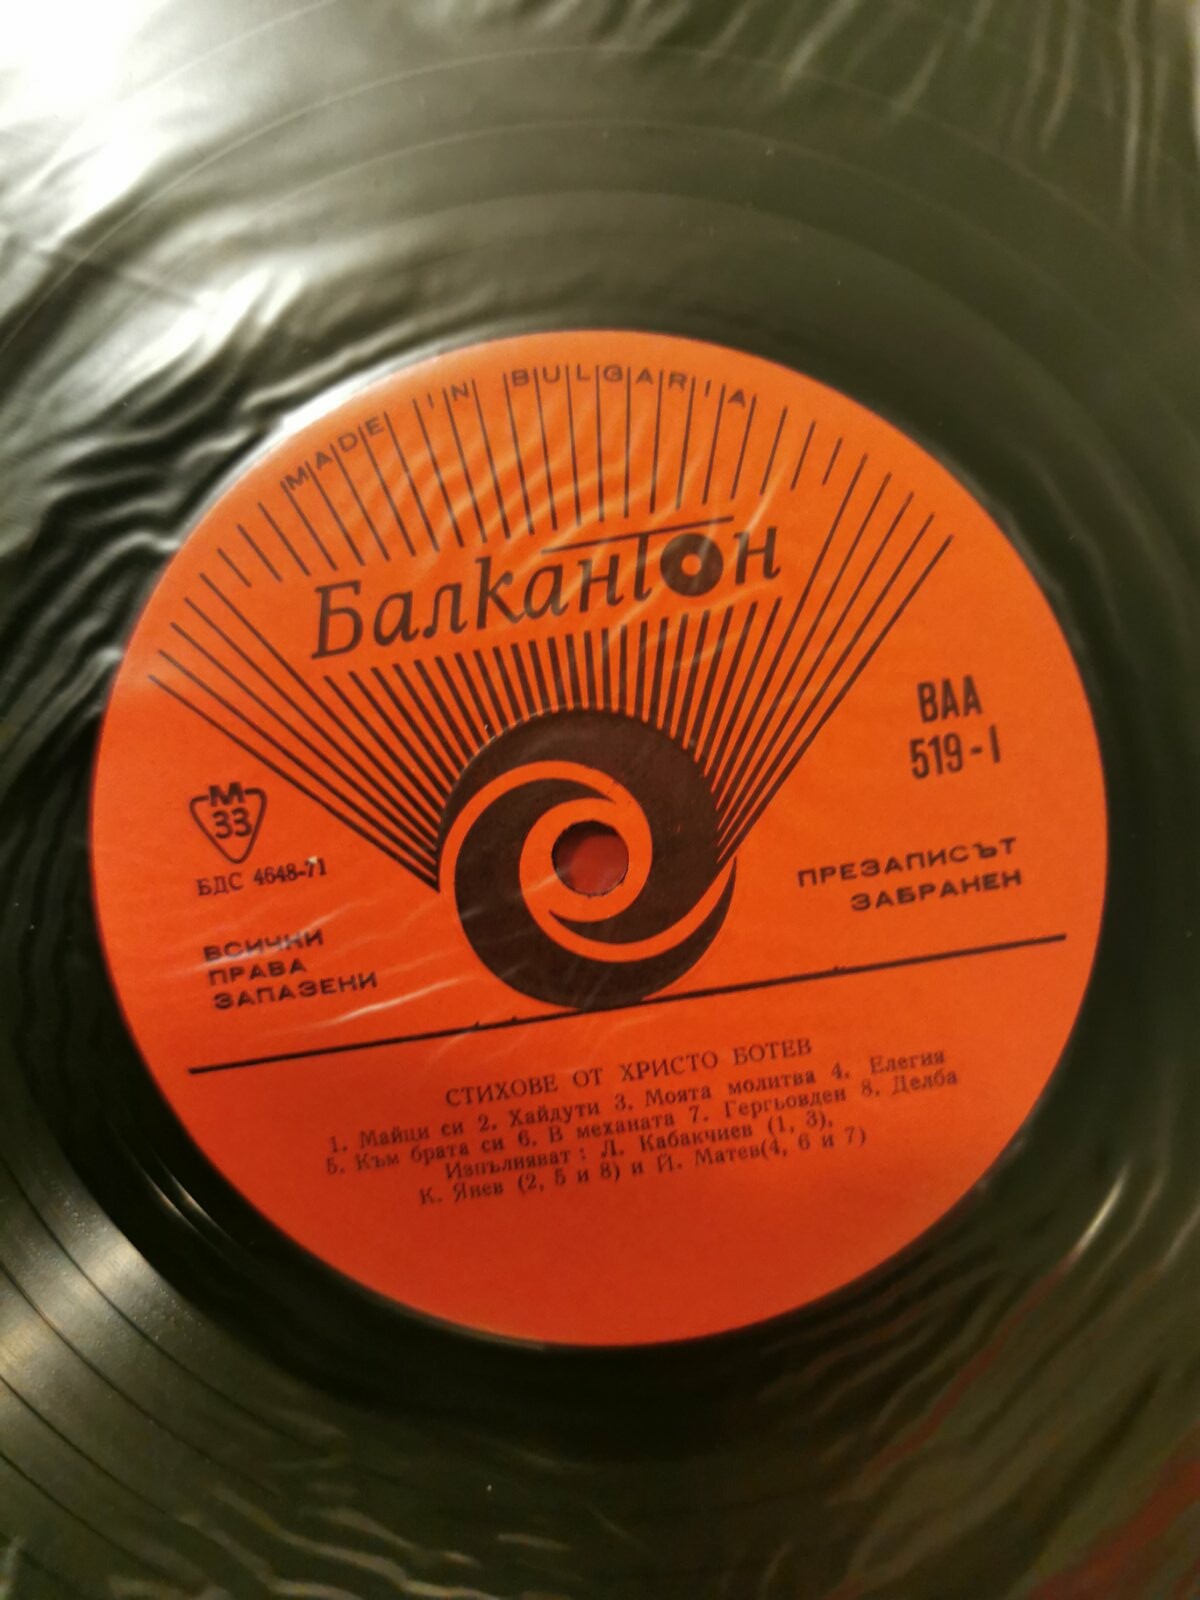 MADE IN BULGARIA
Балкантон
ВАА
519-I
М
33
БДС 4648-71
ПРЕЗАПИСЪТ
ЗАБРАНЕН
ВСИЧКИ
ПРАВА
ЗАПАЗЕНИ
СТИХОВЕ ОТ ХРИСТО БОТЕВ
1. Майци си 2. Хайдути 3. Моята молитва 4. Елегия
5. Към брата си 6. В механата 7. Гергьовден 8. Делба
Изпълняват: Л. Кабакчиев (1, 3),
К. Янев (2, 5 и 8) и Й. Матев(4, 6 и 7)